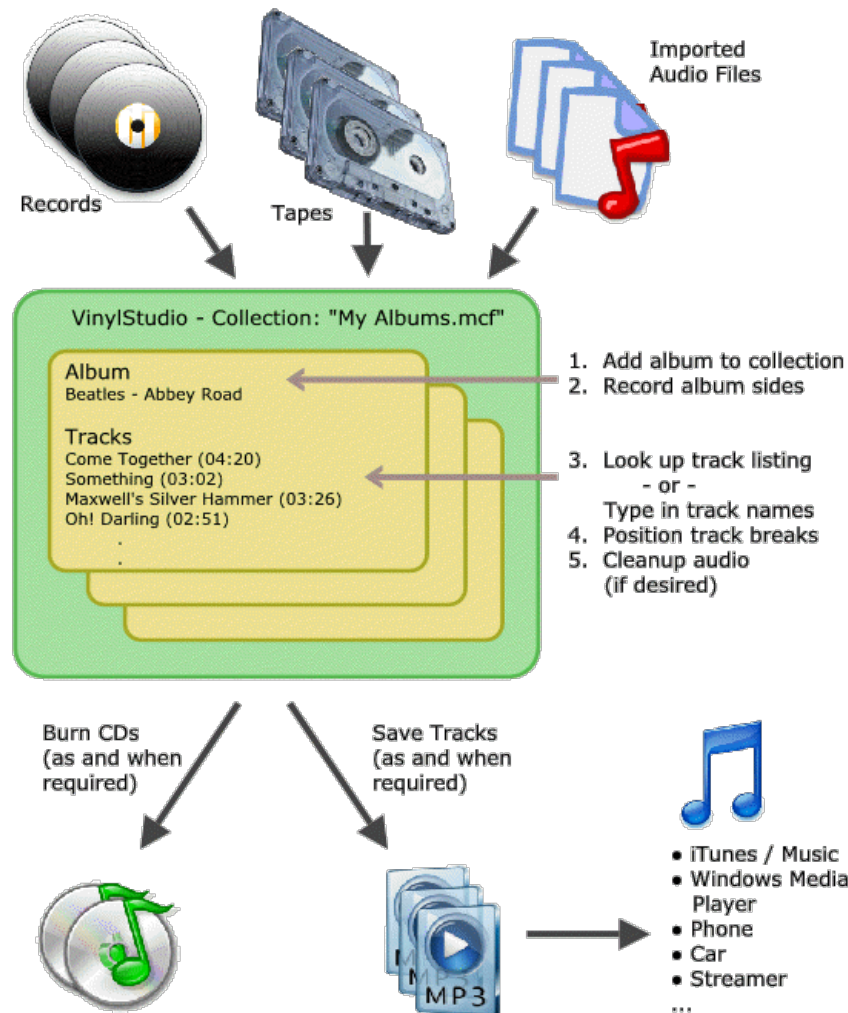 Imported
Audio Files
Records
Tapes
VinylStudio - Collection: "My Albums.mcf"
Album
Beatles - Abbey Road
Tracks
Come Together (04:20)
Something (03:02)
Maxwell's Silver Hammer (03:26)
Oh! Darling (02:51)
.
.
1. Add album to collection
2. Record album sides
3. Look up track listing
- or -
Type in track names
4. Position track breaks
5. Cleanup audio
(if desired)
Burn CDs
(as and when
required)
Save Tracks
(as and when
required)
MP3
• iTunes / Music
• Windows Media
Player
• Phone
• Car
• Streamer
...